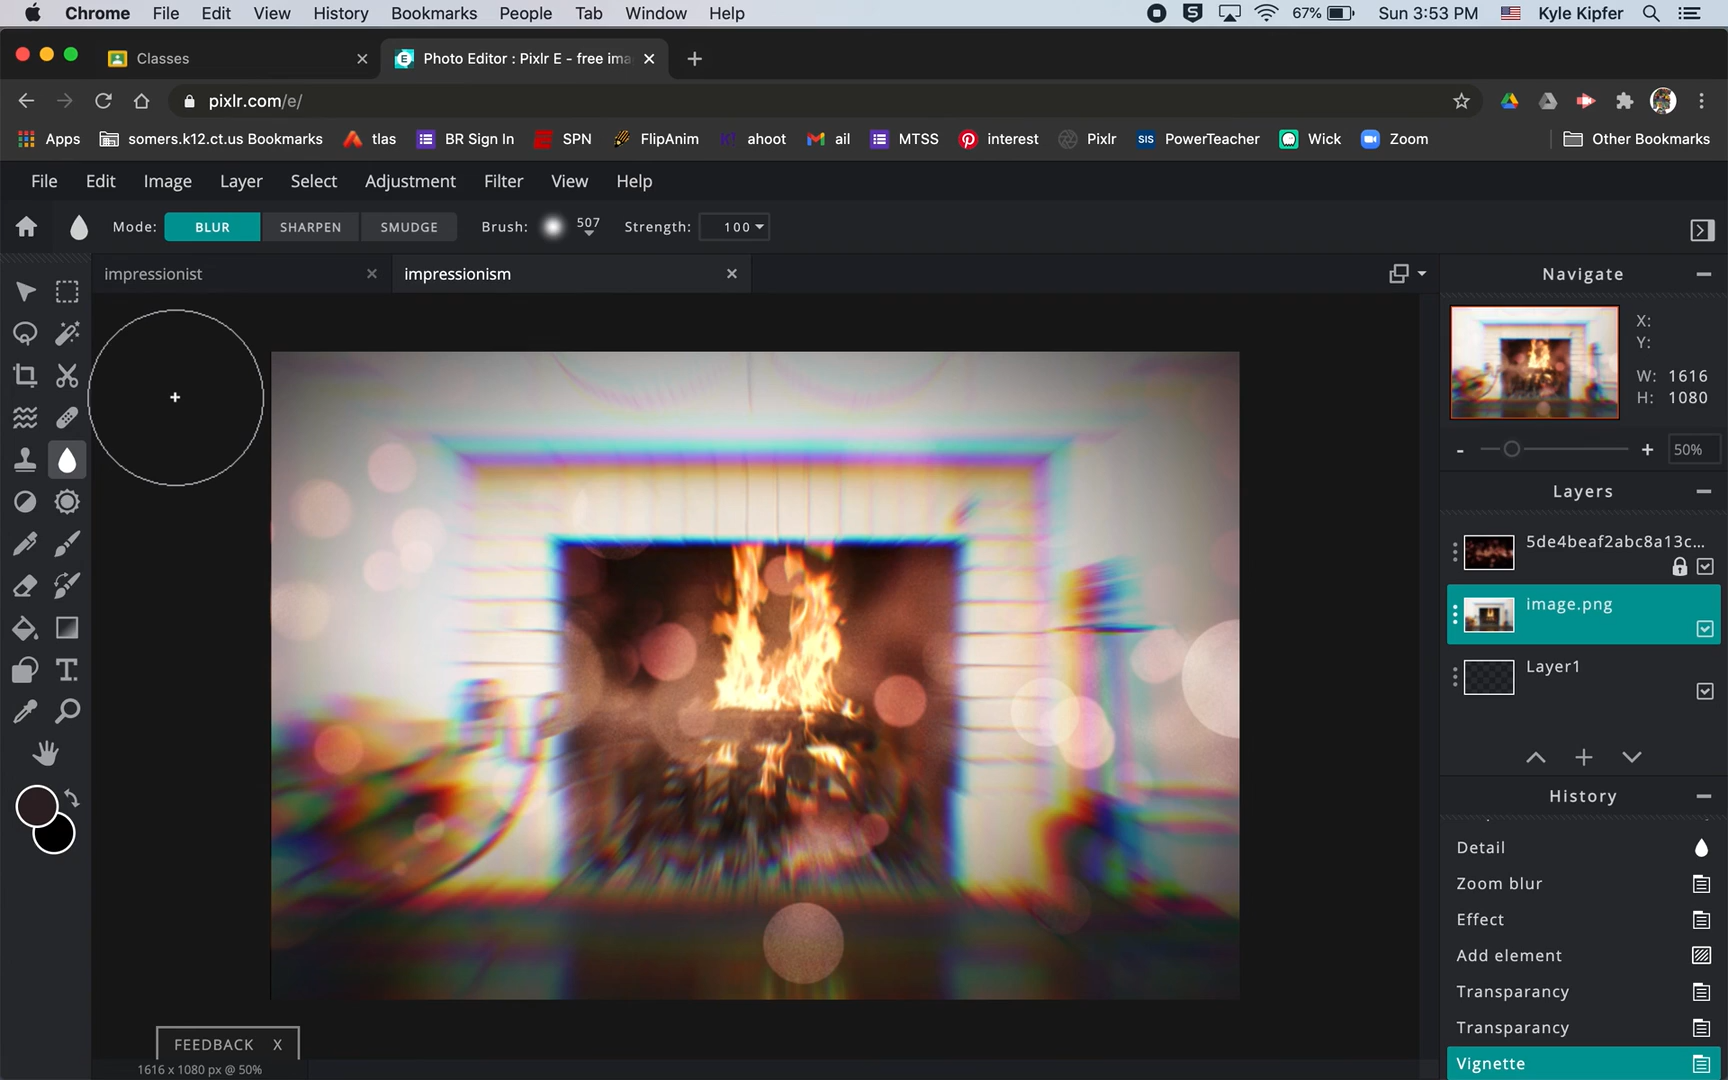 Chrome File Edit View History Bookmarks People Tab Window Help 67% Sun 3:53 PM Kyle Kipfer
Classes Photo Editor : Pixlr E - free ima
pixlr.com/e/
Apps somers.k12.ct.us Bookmarks tlas BR Sign In SPN FlipAnim ahoot ail MTSS interest Pixlr SIS PowerTeacher Wick Zoom Other Bookmarks
File Edit Image Layer Select Adjustment Filter View Help
Mode: BLUR SHARPEN SMUDGE Brush: 507 Strength: 100
impressionist impressionism
Navigate
X:
Y:
W: 1616
H: 1080
- + 50%
Layers
5de4beaf2abc8a13c...
image.png
Layer1
History
Detail
Zoom blur
Effect
Add element
Transparancy
Transparancy
Vignette
FEEDBACK X
1616 x 1080 px @ 50%